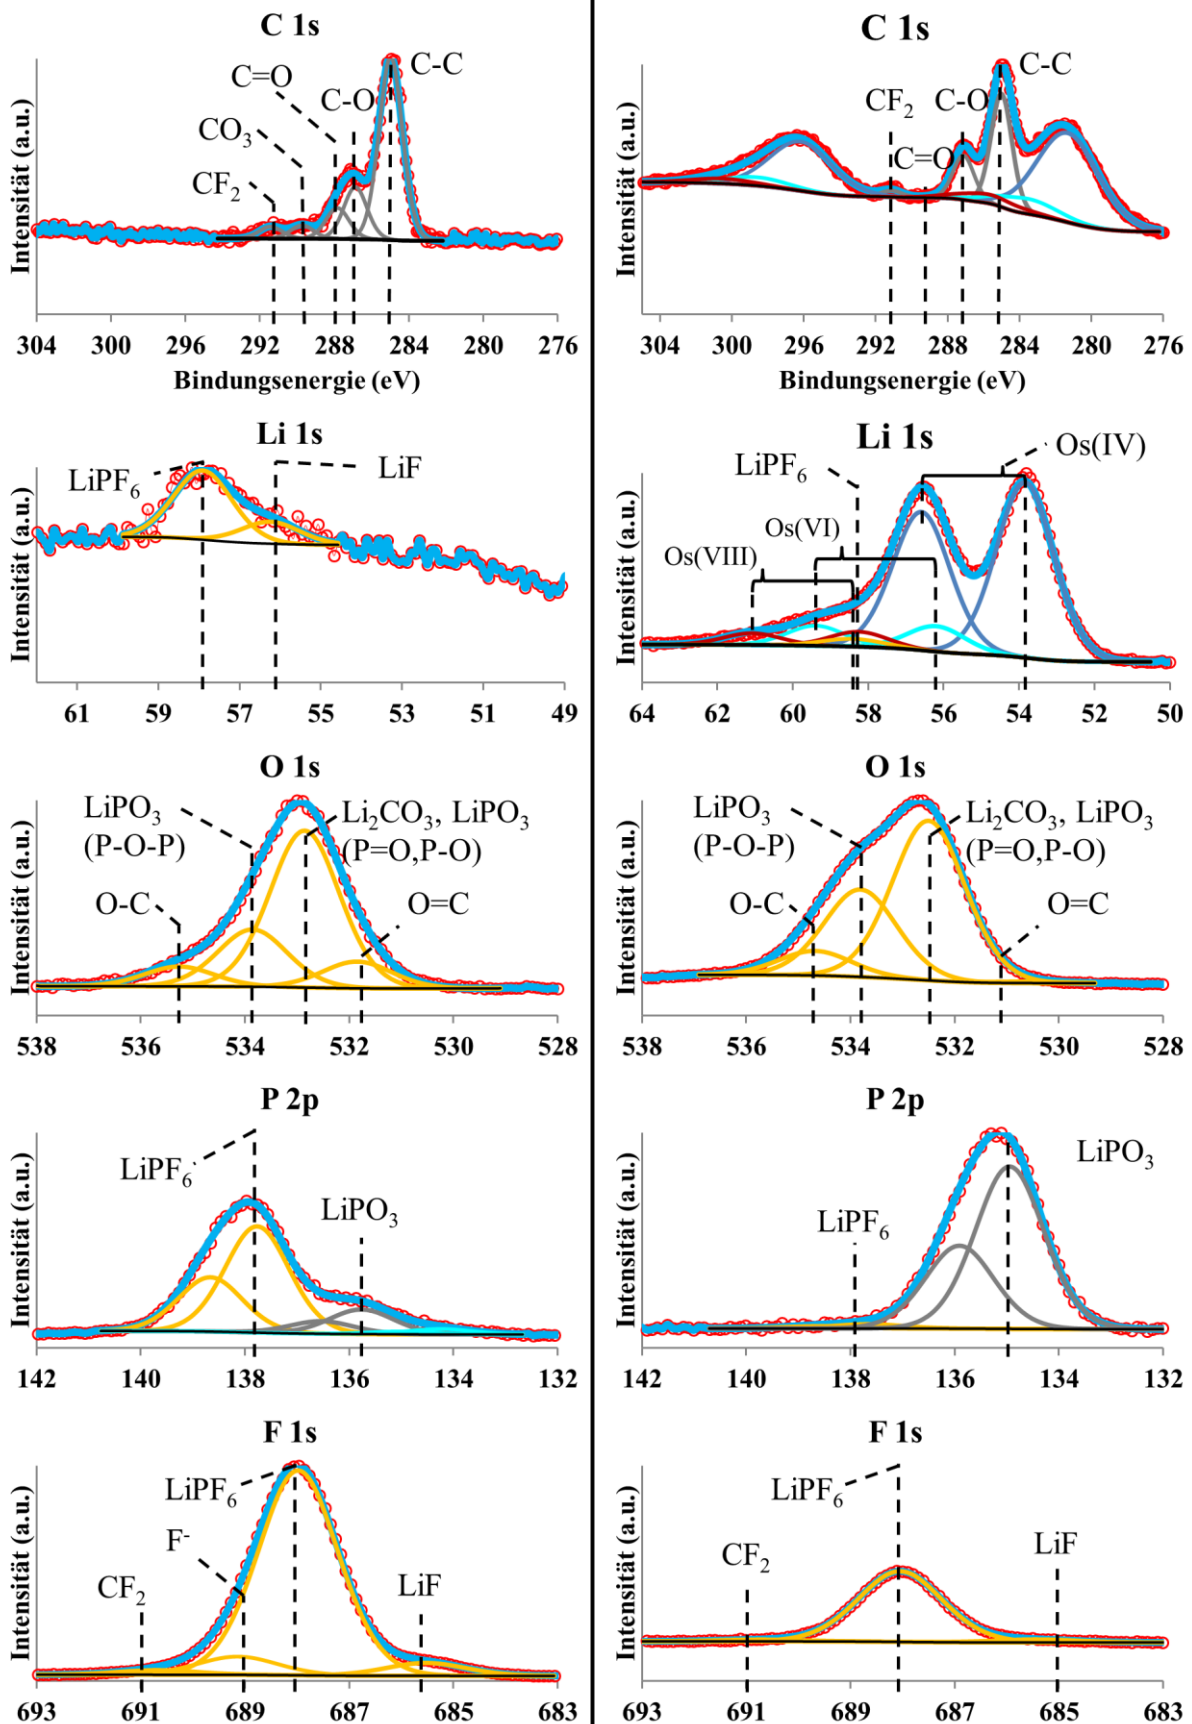 C 1s
Intensität (a.u.)
C=O
C-C
C-O
CO3
CF2
304 300 296 292 288 284 280 276
Bindungsenergie (eV)
C 1s
Intensität (a.u.)
C-C
CF2 C-O
C=O
304 300 296 292 288 284 280 276
Bindungsenergie (eV)
Li 1s
Intensität (a.u.)
LiPF6
LiF
61 59 57 55 53 51 49
Li 1s
Intensität (a.u.)
Os(IV)
LiPF6
Os(VI)
Os(VIII)
64 62 60 58 56 54 52 50
O 1s
Intensität (a.u.)
LiPO3
(P-O-P)
Li2CO3, LiPO3
(P=O,P-O)
O-C
O=C
538 536 534 532 530 528
O 1s
Intensität (a.u.)
LiPO3
(P-O-P)
Li2CO3, LiPO3
(P=O,P-O)
O-C
O=C
538 536 534 532 530 528
P 2p
Intensität (a.u.)
LiPF6
LiPO3
142 140 138 136 134 132
P 2p
Intensität (a.u.)
LiPO3
LiPF6
142 140 138 136 134 132
F 1s
Intensität (a.u.)
LiPF6
F-
CF2
LiF
693 691 689 687 685 683
F 1s
Intensität (a.u.)
LiPF6
CF2
LiF
693 691 689 687 685 683